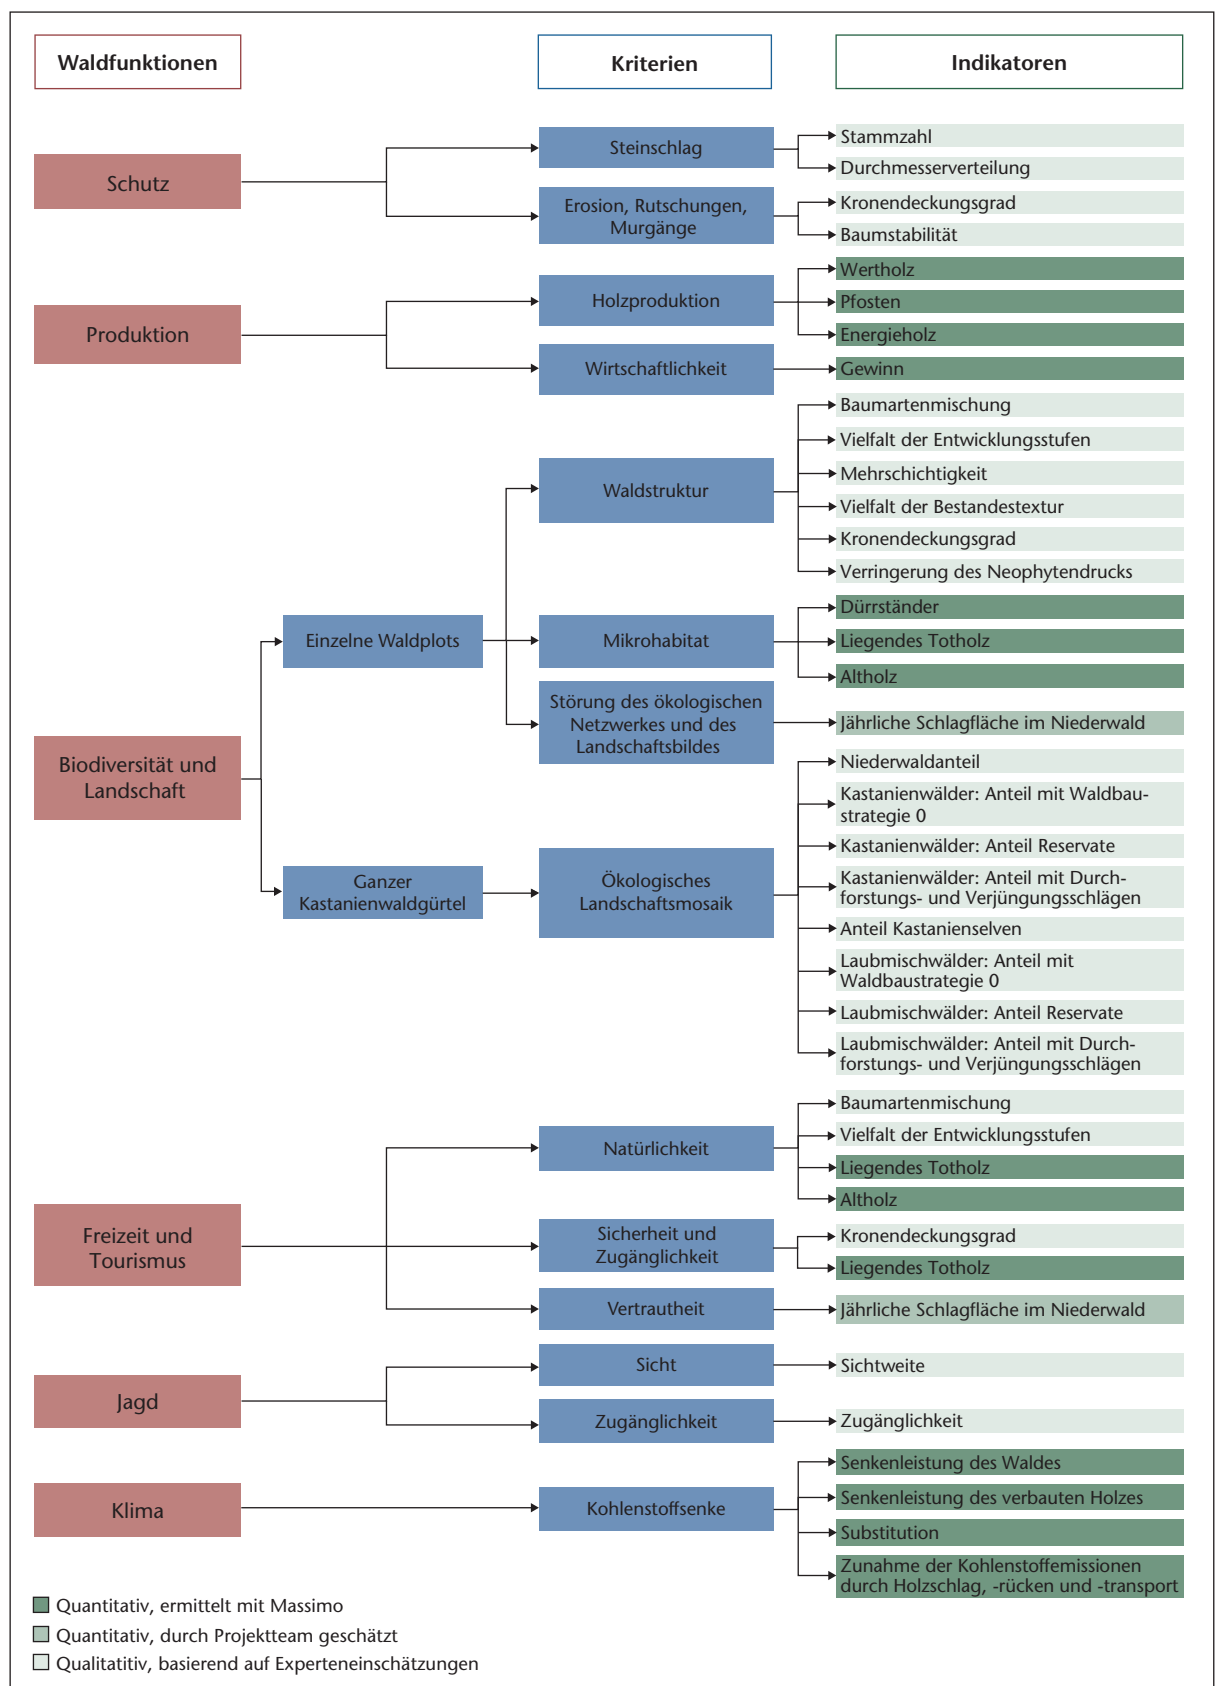 Waldfunktionen
Kriterien
Indikatoren
Schutz
Steinschlag
Stammzahl
Durchmesserverteilung
Erosion, Rutschungen,
Murgänge
Kronendeckungsgrad
Baumstabilität
Produktion
Holzproduktion
Wertholz
Pfosten
Energieholz
Wirtschaftlichkeit
Gewinn
Biodiversität und
Landschaft
Einzelne Waldplots
Waldstruktur
Baumartenmischung
Vielfalt der Entwicklungsstufen
Mehrschichtigkeit
Vielfalt der Bestandestextur
Kronendeckungsgrad
Verringerung des Neophytendrucks
Mikrohabitat
Dürrständer
Liegendes Totholz
Altholz
Störung des ökologischen
Netzwerkes und des
Landschaftsbildes
Jährliche Schlagfläche im Niederwald
Ganzer
Kastanienwaldgürtel
Ökologisches
Landschaftsmosaik
Niederwaldanteil
Kastanienwälder: Anteil mit Waldbau-
strategie 0
Kastanienwälder: Anteil Reservate
Kastanienwälder: Anteil mit Durch-
forstungs- und Verjüngungsschlägen
Anteil Kastanienselven
Laubmischwälder: Anteil mit
Waldbaustrategie 0
Laubmischwälder: Anteil Reservate
Laubmischwälder: Anteil mit Durch-
forstungs- und Verjüngungsschlägen
Freizeit und
Tourismus
Natürlichkeit
Baumartenmischung
Vielfalt der Entwicklungsstufen
Liegendes Totholz
Altholz
Sicherheit und
Zugänglichkeit
Kronendeckungsgrad
Liegendes Totholz
Vertrautheit
Jährliche Schlagfläche im Niederwald
Jagd
Sicht
Sichtweite
Zugänglichkeit
Zugänglichkeit
Klima
Kohlenstoffsenke
Senkenleistung des Waldes
Senkenleistung des verbauten Holzes
Substitution
Zunahme der Kohlenstoffemissionen
durch Holzschlag, -rücken und -transport
Quantitativ, ermittelt mit Massimo
Quantitativ, durch Projektteam geschätzt
Qualitatitiv, basierend auf Experteneinschätzungen